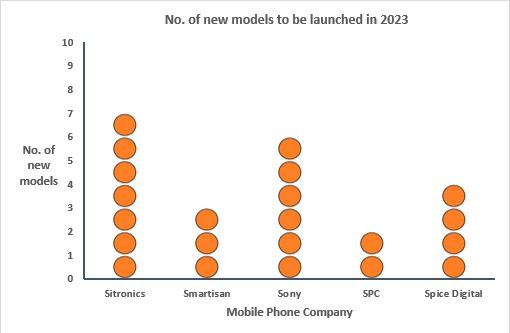 No. of new models to be launched in 2023
10
9
8
7
6
5
4
3
2
1
0
No. of
new
models
Sitronics
Smartisan
Sony
SPC
Spice Digital
Mobile Phone Company